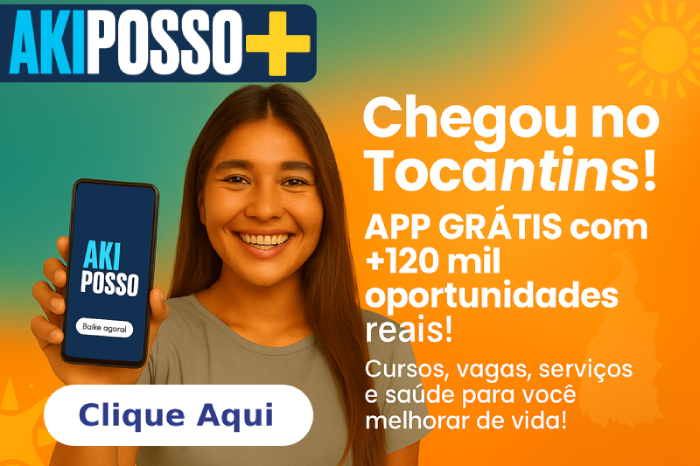 AKIPOSSO+
Chegou no
Tocantins!
APP GRÁTIS com
+120 mil
oportunidades
reais!
Cursos, vagas, serviços
e saúde para você
melhorar de vida!
AKI
POSSO
Baixe agora!
Clique Aqui